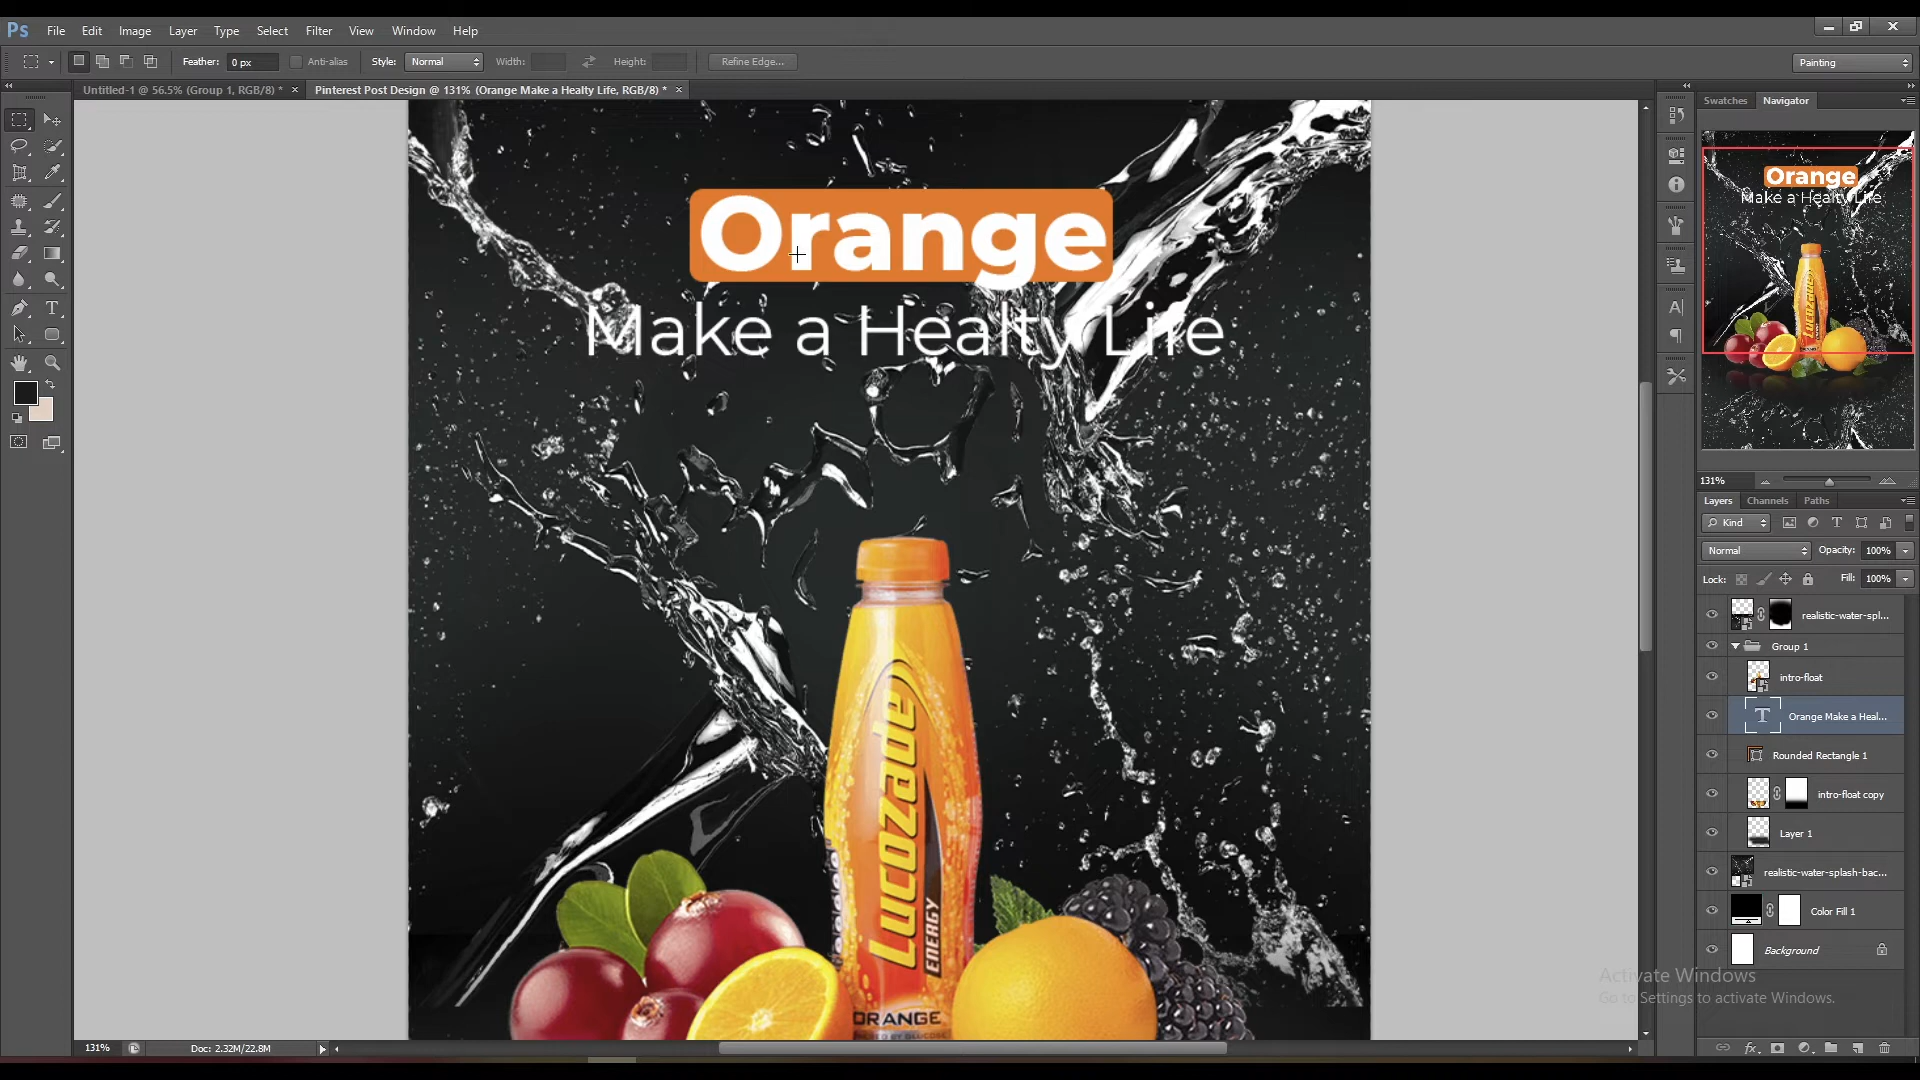 Ps File Edit Image Layer Type Select Filter View Window Help
Feather: 0 px Anti-alias Style: Normal Width: Height: Refine Edge... Painting
Untitled-1 @ 56.5% (Group 1, RGB/8) * × Pinterest Post Design @ 131% (Orange Make a Healty Life, RGB/8) * ×
Swatches Navigator
Orange
Make a Healty Life
Orange
Make a Healty Life
Lucozade
Lucozade
ENERGY
ORANGE
131%
Layers Channels Paths
Kind
Normal Opacity: 100%
Lock: Fill: 100%
realistic-water-spl...
Group 1
intro-float
Orange Make a Heal...
Rounded Rectangle 1
intro-float copy
Layer 1
realistic-water-splash-bac...
Color Fill 1
Background
Activate Windows
Go to Settings to activate Windows.
131% Doc: 2.32M/22.8M